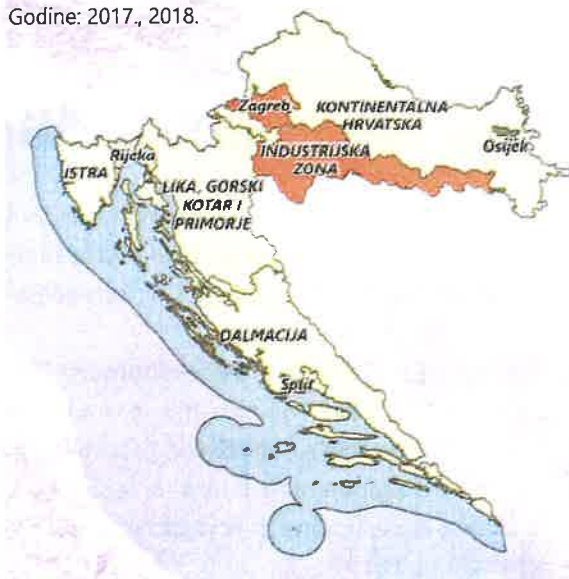 Godine: 2017., 2018.
Zagreb
KONTINENTALNA
HRVATSKA
Osijek
INDUSTRIJSKA
ZONA
Rijeka
ISTRA
LIKA, GORSKI
KOTAR I
PRIMORJE
DALMACIJA
Split